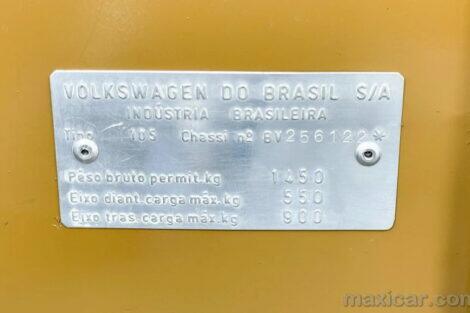 VOLKSWAGEN DO BRASIL S/A
INDÚSTRIA BRASILEIRA
Tipo 105 Chassi nº BV256122*
Pêso bruto permit.kg 1450
Eixo diant.carga máx.kg 550
Eixo tras.carga máx.kg 900
maxicar.com